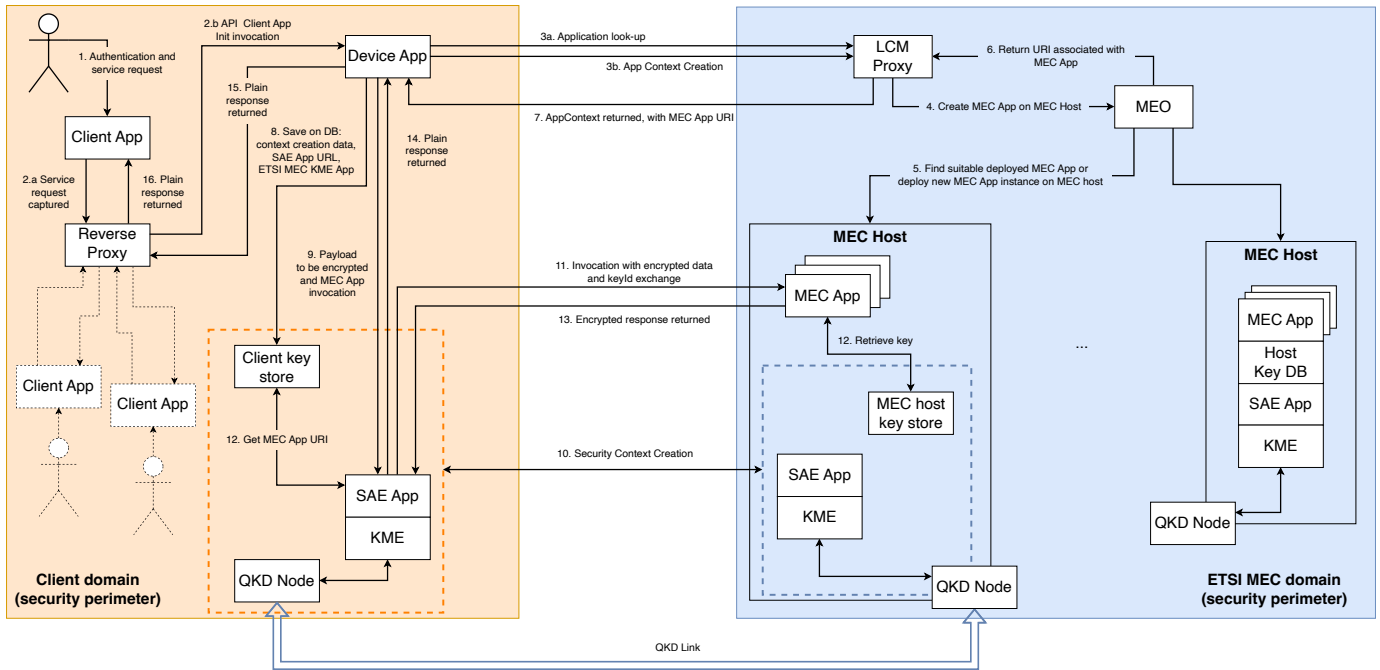 1. Authentication and
service request
Client App
2.a Service
request
captured
16. Plain
response
returned
Reverse
Proxy
Client App
Client App
2.b API Client App
Init invocation
Device App
15. Plain
response
returned
8. Save on DB:
context creation data,
SAE App URL,
ETSI MEC KME App
14. Plain
response
returned
9. Payload
to be encrypted
and MEC App
invocation
Client key
store
12. Get MEC App URI
SAE App
KME
QKD Node
Client domain
(security perimeter)
3a. Application look-up
3b. App Context Creation
7. AppContext returned, with MEC App URI
11. Invocation with encrypted data
and keyId exchange
13. Encrypted response returned
10. Security Context Creation
QKD Link
LCM
Proxy
6. Return URI associated with
MEC App
4. Create MEC App on MEC Host
MEO
5. Find suitable deployed MEC App or
deploy new MEC App instance on MEC host
MEC Host
MEC App
12. Retrieve key
MEC host
key store
SAE App
KME
QKD Node
...
MEC Host
MEC App
Host
Key DB
SAE App
KME
QKD Node
ETSI MEC domain
(security perimeter)